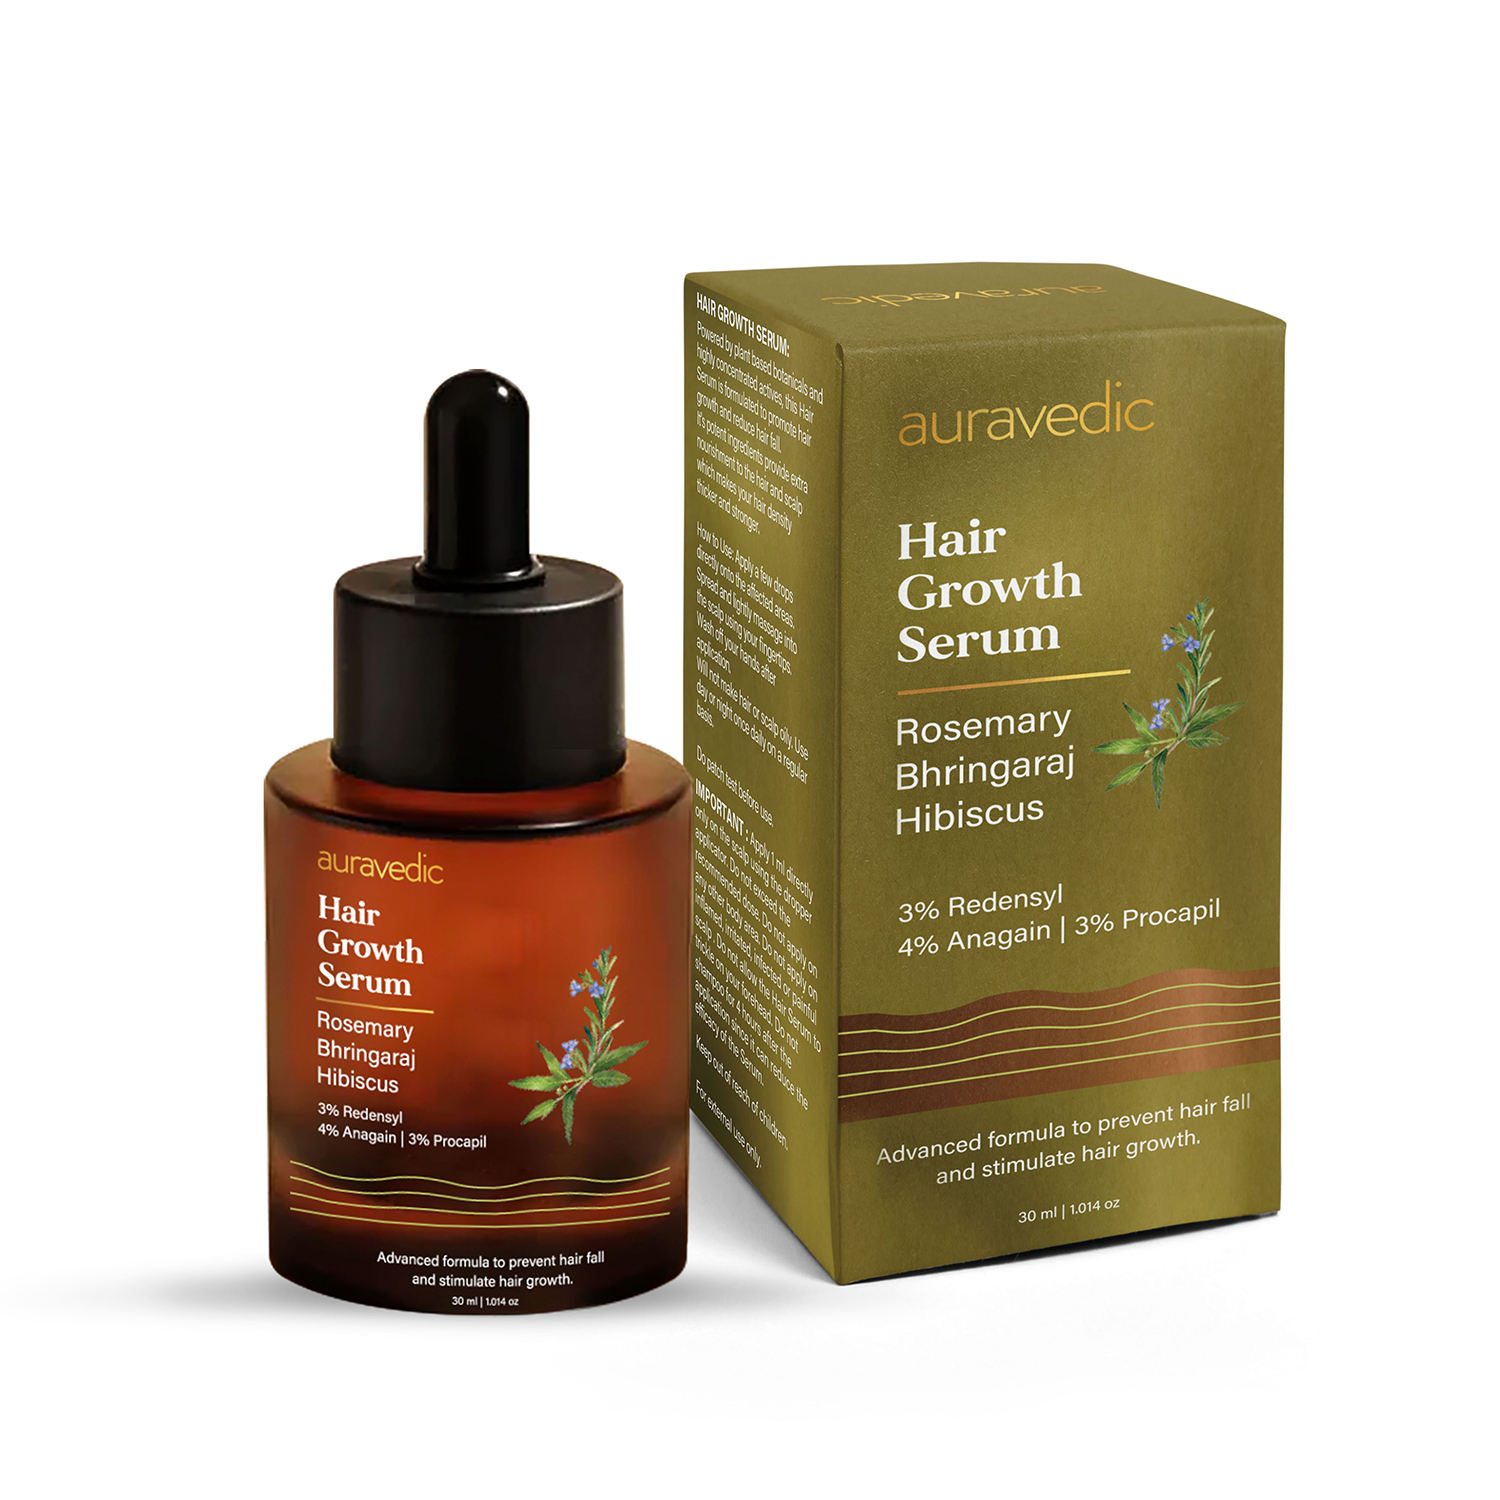 auravedic
Hair
Growth
Serum
Rosemary
Bhringaraj
Hibiscus
3% Redensyl
4% Anagain | 3% Procapil
Advanced formula to prevent hair fall
and stimulate hair growth.
30 ml | 1.014 oz
auravedic
HAIR GROWTH SERUM:
Powered by plant based botanicals and
highly concentrated actives, this Hair
Serum is formulated to promote hair
growth and reduce hair fall.
It's potent ingredients provide extra
nourishment to the hair and scalp
which makes your hair density
thicker and stronger.
How to Use: Apply a few drops
directly onto the affected areas.
Spread and lightly massage into
the scalp using your fingertips.
Wash off your hands after
application.
Will not make hair or scalp oily. Use
day or night once daily on a regular
basis.
Do patch test before use.
IMPORTANT : Apply 1 ml directly
only on the scalp using the dropper
applicator. Do not exceed the
recommended dose. Do not apply on
any other body area. Do not apply on
inflamed, irritated, infected or painful
scalp. Do not allow the Hair Serum to
trickle on your forehead. Do not
shampoo for 4 hours after the
application since it can reduce the
efficacy of the Serum.
Keep out of reach of children.
For external use only.
auravedic
Hair
Growth
Serum
Rosemary
Bhringaraj
Hibiscus
3% Redensyl
4% Anagain | 3% Procapil
Advanced formula to prevent hair fall
and stimulate hair growth.
30 ml | 1.014 oz